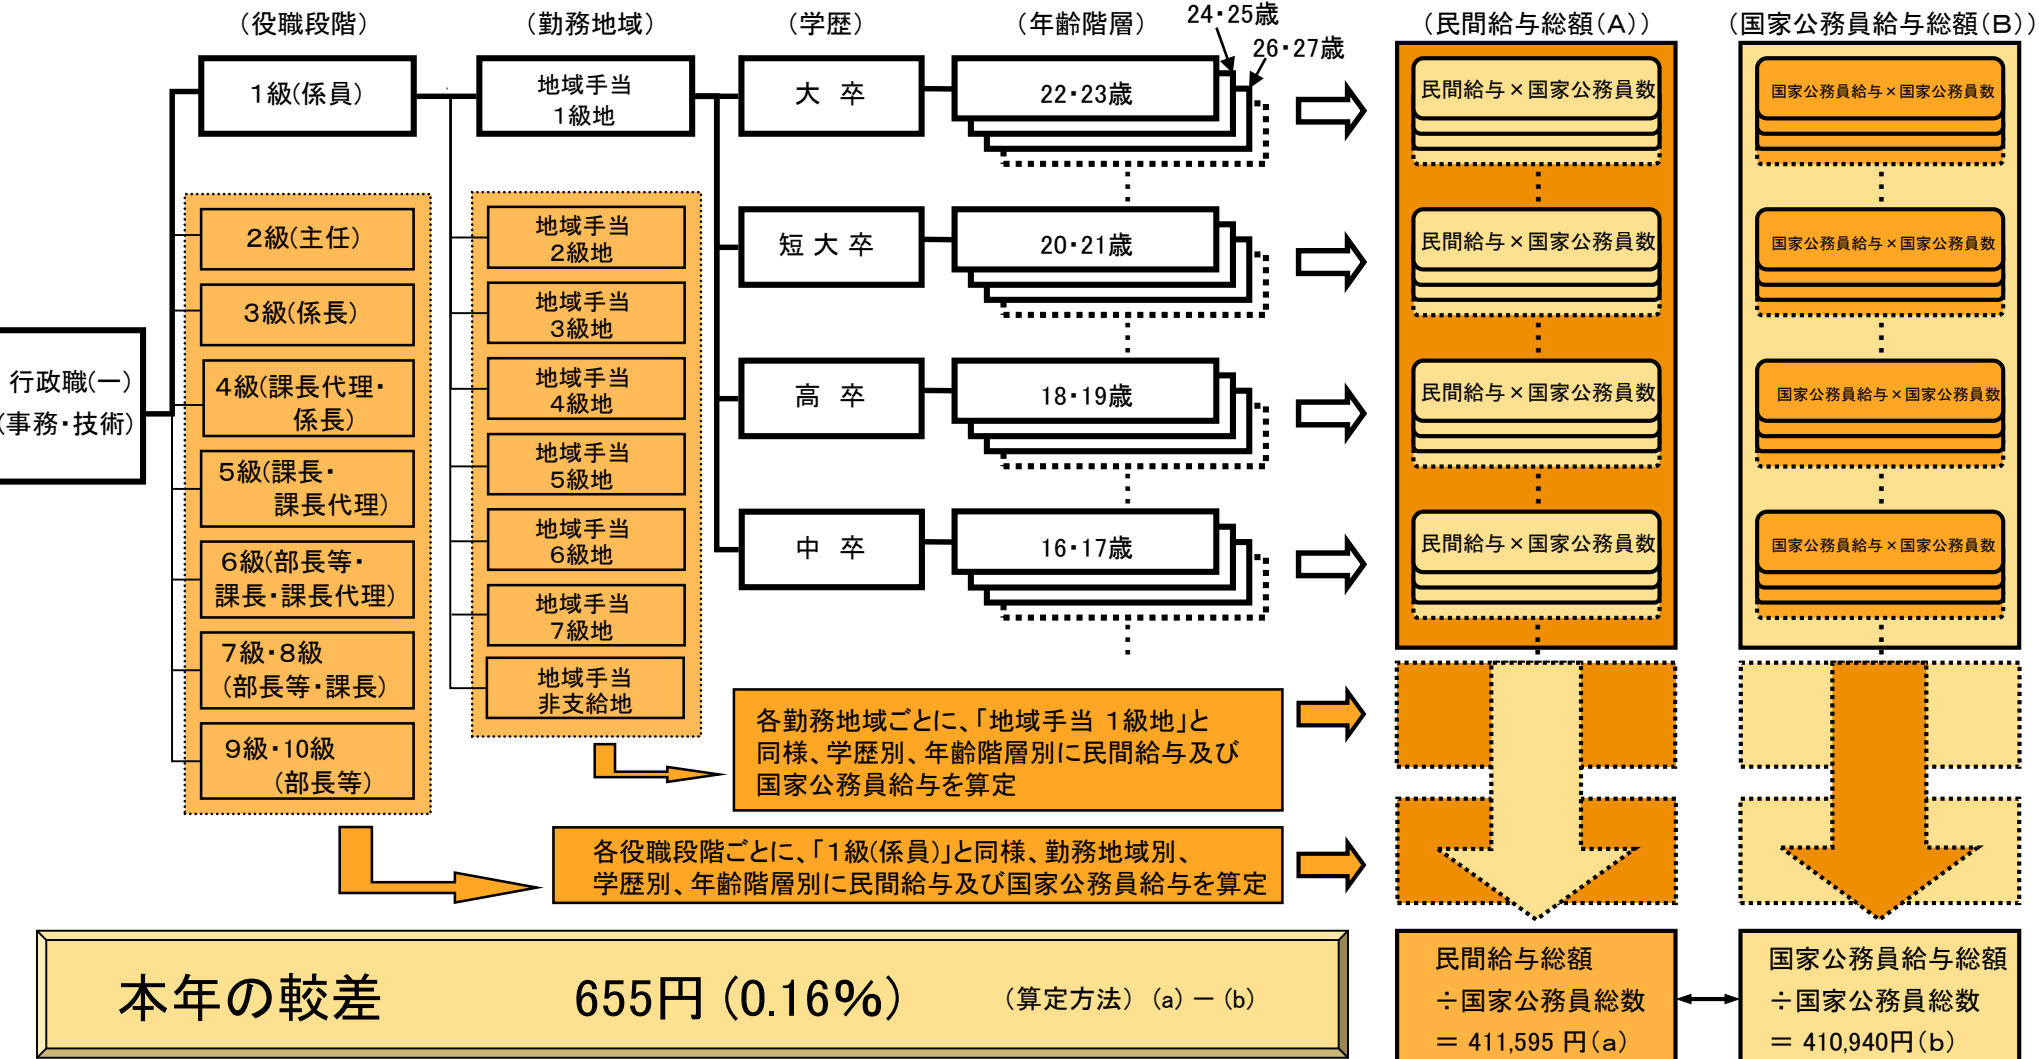 (役職段階)
(勤務地域)
(学歴)
(年齢階層)
24・25歳
26・27歳
(民間給与総額(A))
(国家公務員給与総額(B))
行政職(一)
(事務・技術)
1級(係員)
2級(主任)
3級(係長)
4級(課長代理・
係長)
5級(課長・
課長代理)
6級(部長等・
課長・課長代理)
7級・8級
(部長等・課長)
9級・10級
(部長等)
地域手当
1級地
地域手当
2級地
地域手当
3級地
地域手当
4級地
地域手当
5級地
地域手当
6級地
地域手当
7級地
地域手当
非支給地
大 卒
22・23歳
民間給与×国家公務員数
国家公務員給与×国家公務員数
短 大 卒
20・21歳
民間給与×国家公務員数
国家公務員給与×国家公務員数
高 卒
18・19歳
民間給与×国家公務員数
国家公務員給与×国家公務員数
中 卒
16・17歳
民間給与×国家公務員数
国家公務員給与×国家公務員数
各勤務地域ごとに、「地域手当 1級地」と
同様、学歴別、年齢階層別に民間給与及び
国家公務員給与を算定
各役職段階ごとに、「1級(係員)」と同様、勤務地域別、
学歴別、年齢階層別に民間給与及び国家公務員給与を算定
本年の較差 655円 (0.16%) (算定方法) (a) － (b)
民間給与総額
÷国家公務員総数
＝ 411,595 円(a)
国家公務員給与総額
÷国家公務員総数
＝ 410,940円(b)